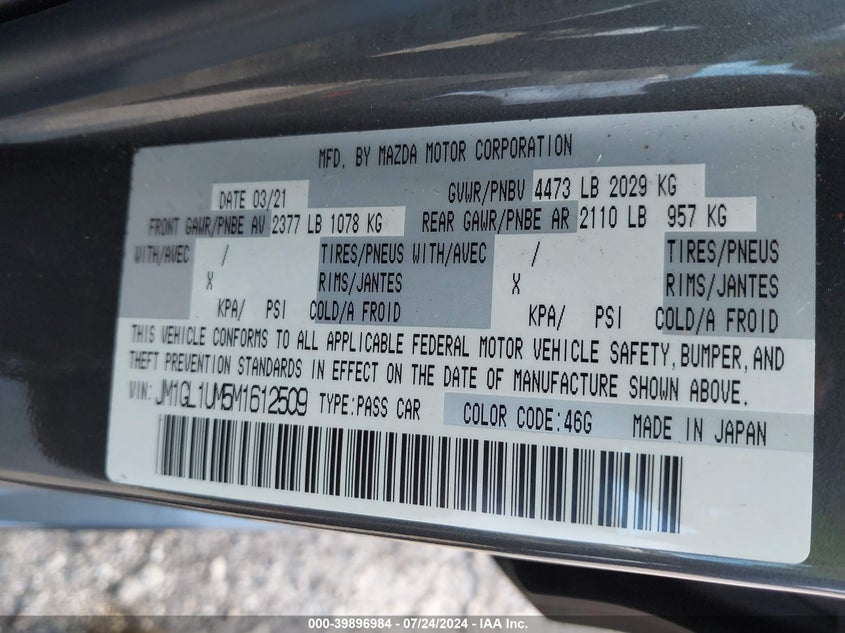 MFD. BY MAZDA MOTOR CORPORATION
DATE 03/21 GVWR/PNBV 4473 LB 2029 KG
FRONT GAWR/PNBE AV 2377 LB 1078 KG REAR GAWR/PNBE AR 2110 LB 957 KG
WITH/AVEC / TIRES/PNEUS WITH/AVEC / TIRES/PNEUS
X RIMS/JANTES X RIMS/JANTES
KPA/ PSI COLD/A FROID KPA/ PSI COLD/A FROID
THIS VEHICLE CONFORMS TO ALL APPLICABLE FEDERAL MOTOR VEHICLE SAFETY, BUMPER, AND
THEFT PREVENTION STANDARDS IN EFFECT ON THE DATE OF MANUFACTURE SHOWN ABOVE.
VIN: JM1GL1UM5M1612509 TYPE:PASS CAR COLOR CODE:46G MADE IN JAPAN
000-39896984 / 07/24/2024 - IAA Inc.